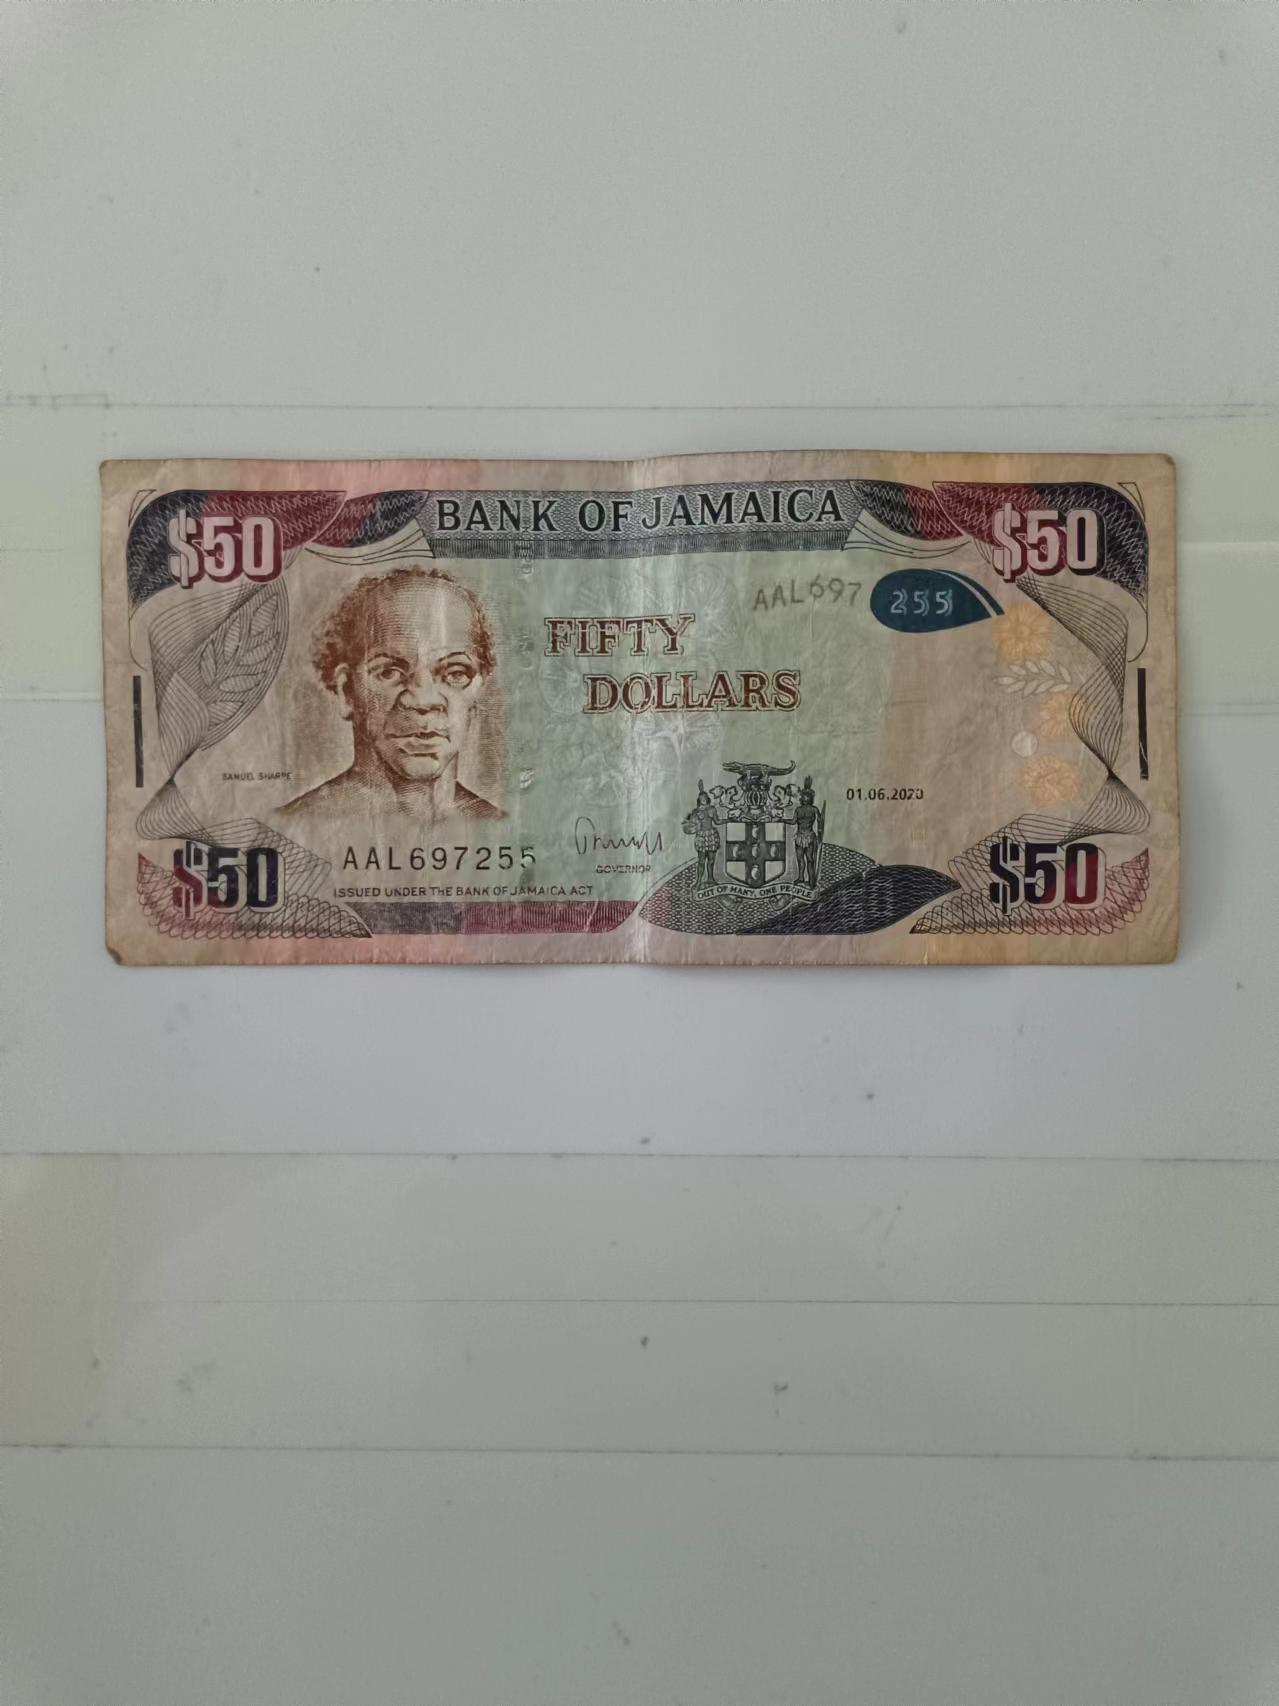 BANK OF JAMAICA
$50
$50
AAL697 255
FIFTY
DOLLARS
SAMUEL SHARPE
01.06.2020
AAL697255
GOVERNOR
ISSUED UNDER THE BANK OF JAMAICA ACT
OUT OF MANY, ONE PEOPLE
$50
$50